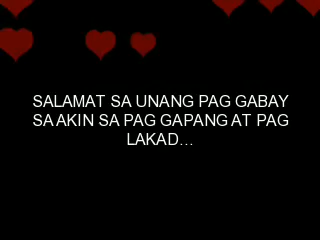 SALAMAT SA UNANG PAG GABAY
SA AKIN SA PAG GAPANG AT PAG
LAKAD...